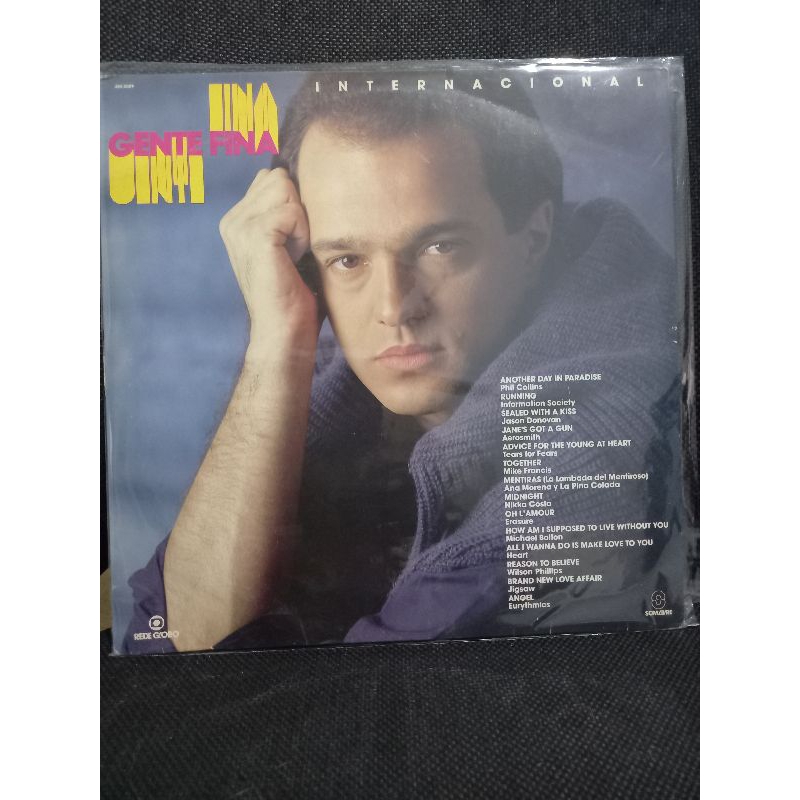 INTERNACIONAL
GENTE FINA
ANOTHER DAY IN PARADISE
Phil Collins
RUNNING
Information Society
SEALED WITH A KISS
Jason Donovan
JANE'S GOT A GUN
Aerosmith
ADVICE FOR THE YOUNG AT HEART
Tears for Fears
TOGETHER
Mike Francis
MENTIRAS (La Lambada del Mentiroso)
Ana Morena y La Pina Colada
MIDNIGHT
Nikka Costa
OH L'AMOUR
Erasure
HOW AM I SUPPOSED TO LIVE WITHOUT YOU
Michael Bolton
ALL I WANNA DO IS MAKE LOVE TO YOU
Heart
REASON TO BELIEVE
Wilson Phillips
BRAND NEW LOVE AFFAIR
Jigsaw
ANGEL
Eurythmics
REDE GLOBO
SOM LIVRE